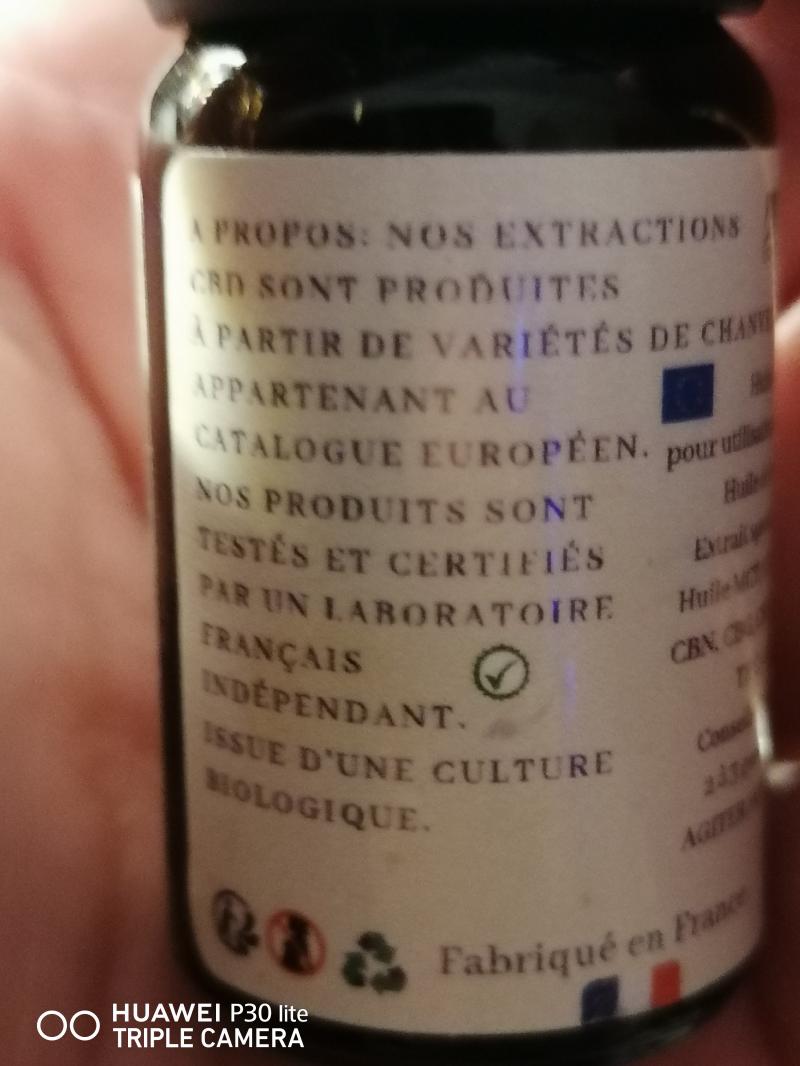 A PROPOS: NOS EXTRACTIONS
CBD SONT PRODUITES
À PARTIR DE VARIÉTÉS DE
APPARTENANT AU
CATALOGUE EUROPÉEN.
NOS PRODUITS SONT
TESTÉS ET CERTIFIÉS
PAR UN LABORATOIRE
FRANÇAIS
INDÉPENDANT.
ISSUE D'UNE CULTURE
BIOLOGIQUE.
pour
Huile
Extrait
Huile MCT
CBN,
Fabriqué en France
HUAWEI P30 lite
TRIPLE CAMERA